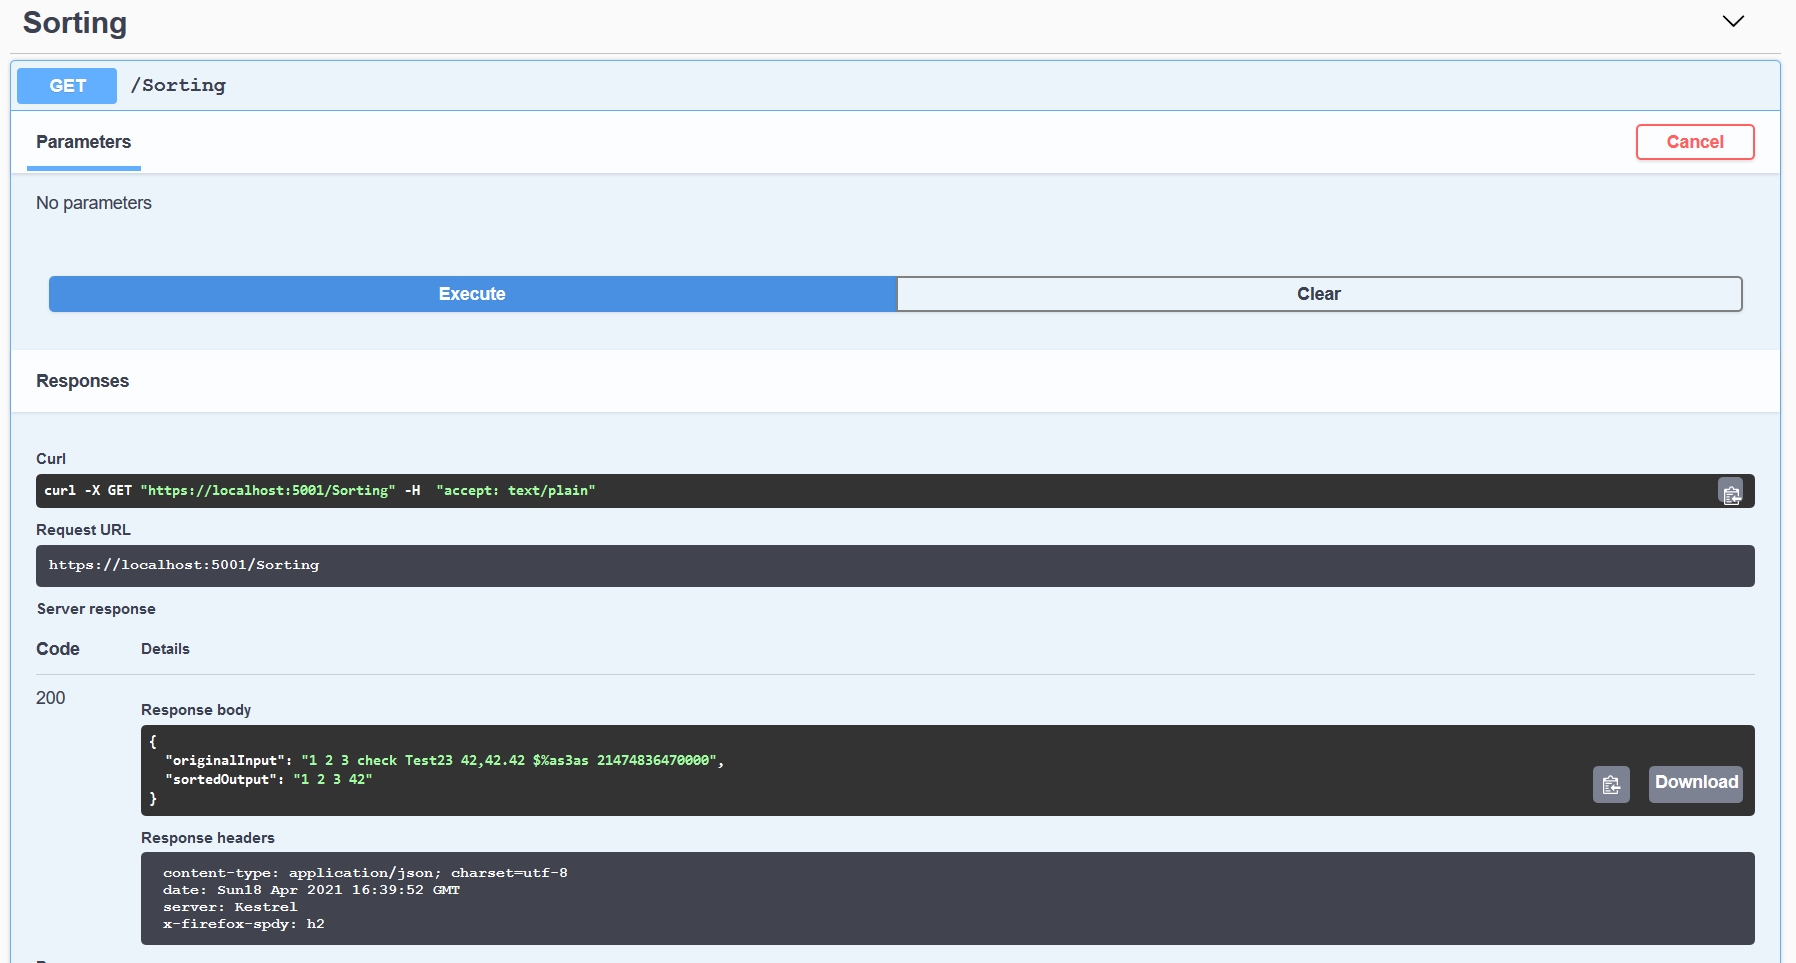 Sorting
GET /Sorting
Parameters Cancel
No parameters
Execute Clear
Responses
Curl
curl -X GET "https://localhost:5001/Sorting" -H  "accept: text/plain"
Request URL
https://localhost:5001/Sorting
Server response
Code Details
200
Response body
{
  "originalInput": "1 2 3 check Test23 42,42.42 $%as3as 21474836470000",
  "sortedOutput": "1 2 3 42"
}
Download
Response headers
content-type: application/json; charset=utf-8
date: Sun18 Apr 2021 16:39:52 GMT
server: Kestrel
x-firefox-spdy: h2